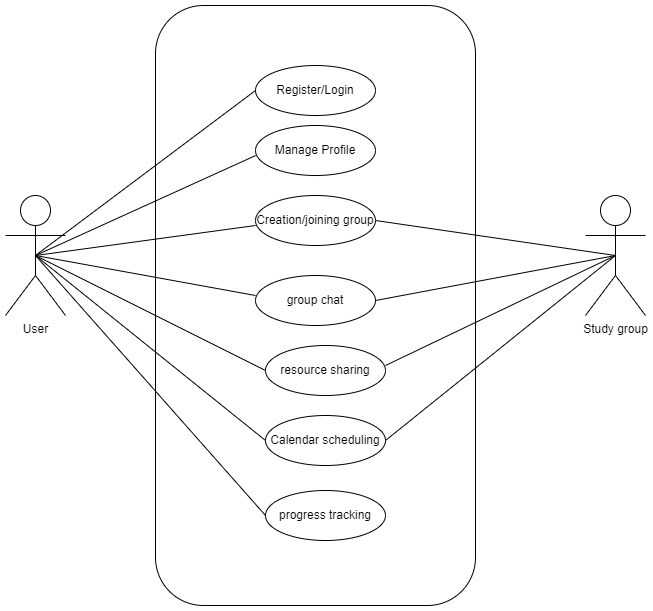 Register/Login
Manage Profile
Creation/joining group
group chat
User
Study group
resource sharing
Calendar scheduling
progress tracking